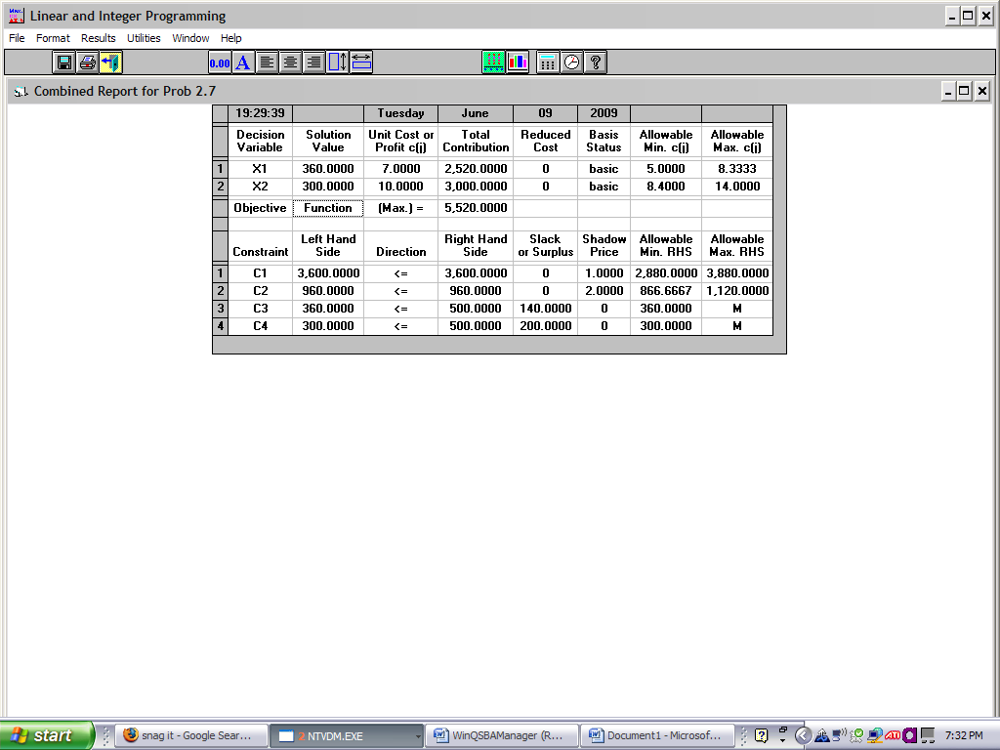 Linear and Integer Programming
File Format Results Utilities Window Help
0.00 A
Combined Report for Prob 2.7
19:29:39 Tuesday June 09 2009
Decision Variable Solution Value Unit Cost or Profit c(j) Total Contribution Reduced Cost Basis Status Allowable Min. c(j) Allowable Max. c(j)
1 X1 360.0000 7.0000 2,520.0000 0 basic 5.0000 8.3333
2 X2 300.0000 10.0000 3,000.0000 0 basic 8.4000 14.0000
Objective Function (Max.) = 5,520.0000
Constraint Left Hand Side Direction Right Hand Side Slack or Surplus Shadow Price Allowable Min. RHS Allowable Max. RHS
1 C1 3,600.0000 <= 3,600.0000 0 1.0000 2,880.0000 3,880.0000
2 C2 960.0000 <= 960.0000 0 2.0000 866.6667 1,120.0000
3 C3 360.0000 <= 500.0000 140.0000 0 360.0000 M
4 C4 300.0000 <= 500.0000 200.0000 0 300.0000 M
start snag it - Google Sear... NTVDM.EXE WinQSBAManager (R... Document1 - Microsof... 7:32 PM